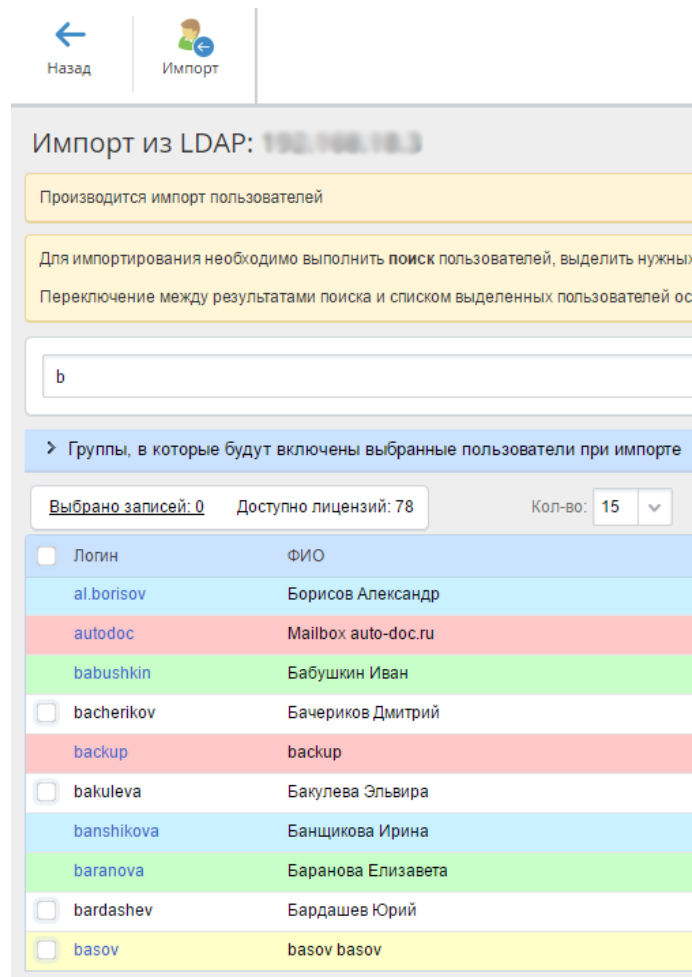 Назад
Импорт
Импорт из LDAP:
Производится импорт пользователей
Для импортирования необходимо выполнить поиск пользователей, выделить нужных
Переключение между результатами поиска и списком выделенных пользователей ос
b
Группы, в которые будут включены выбранные пользователи при импорте
Выбрано записей: 0 Доступно лицензий: 78 Кол-во: 15
Логин ФИО
al.borisov Борисов Александр
autodoc Mailbox auto-doc.ru
babushkin Бабушкин Иван
bacherikov Бачериков Дмитрий
backup backup
bakuleva Бакулева Эльвира
banshikova Банщикова Ирина
baranova Баранова Елизавета
bardashev Бардашев Юрий
basov basov basov